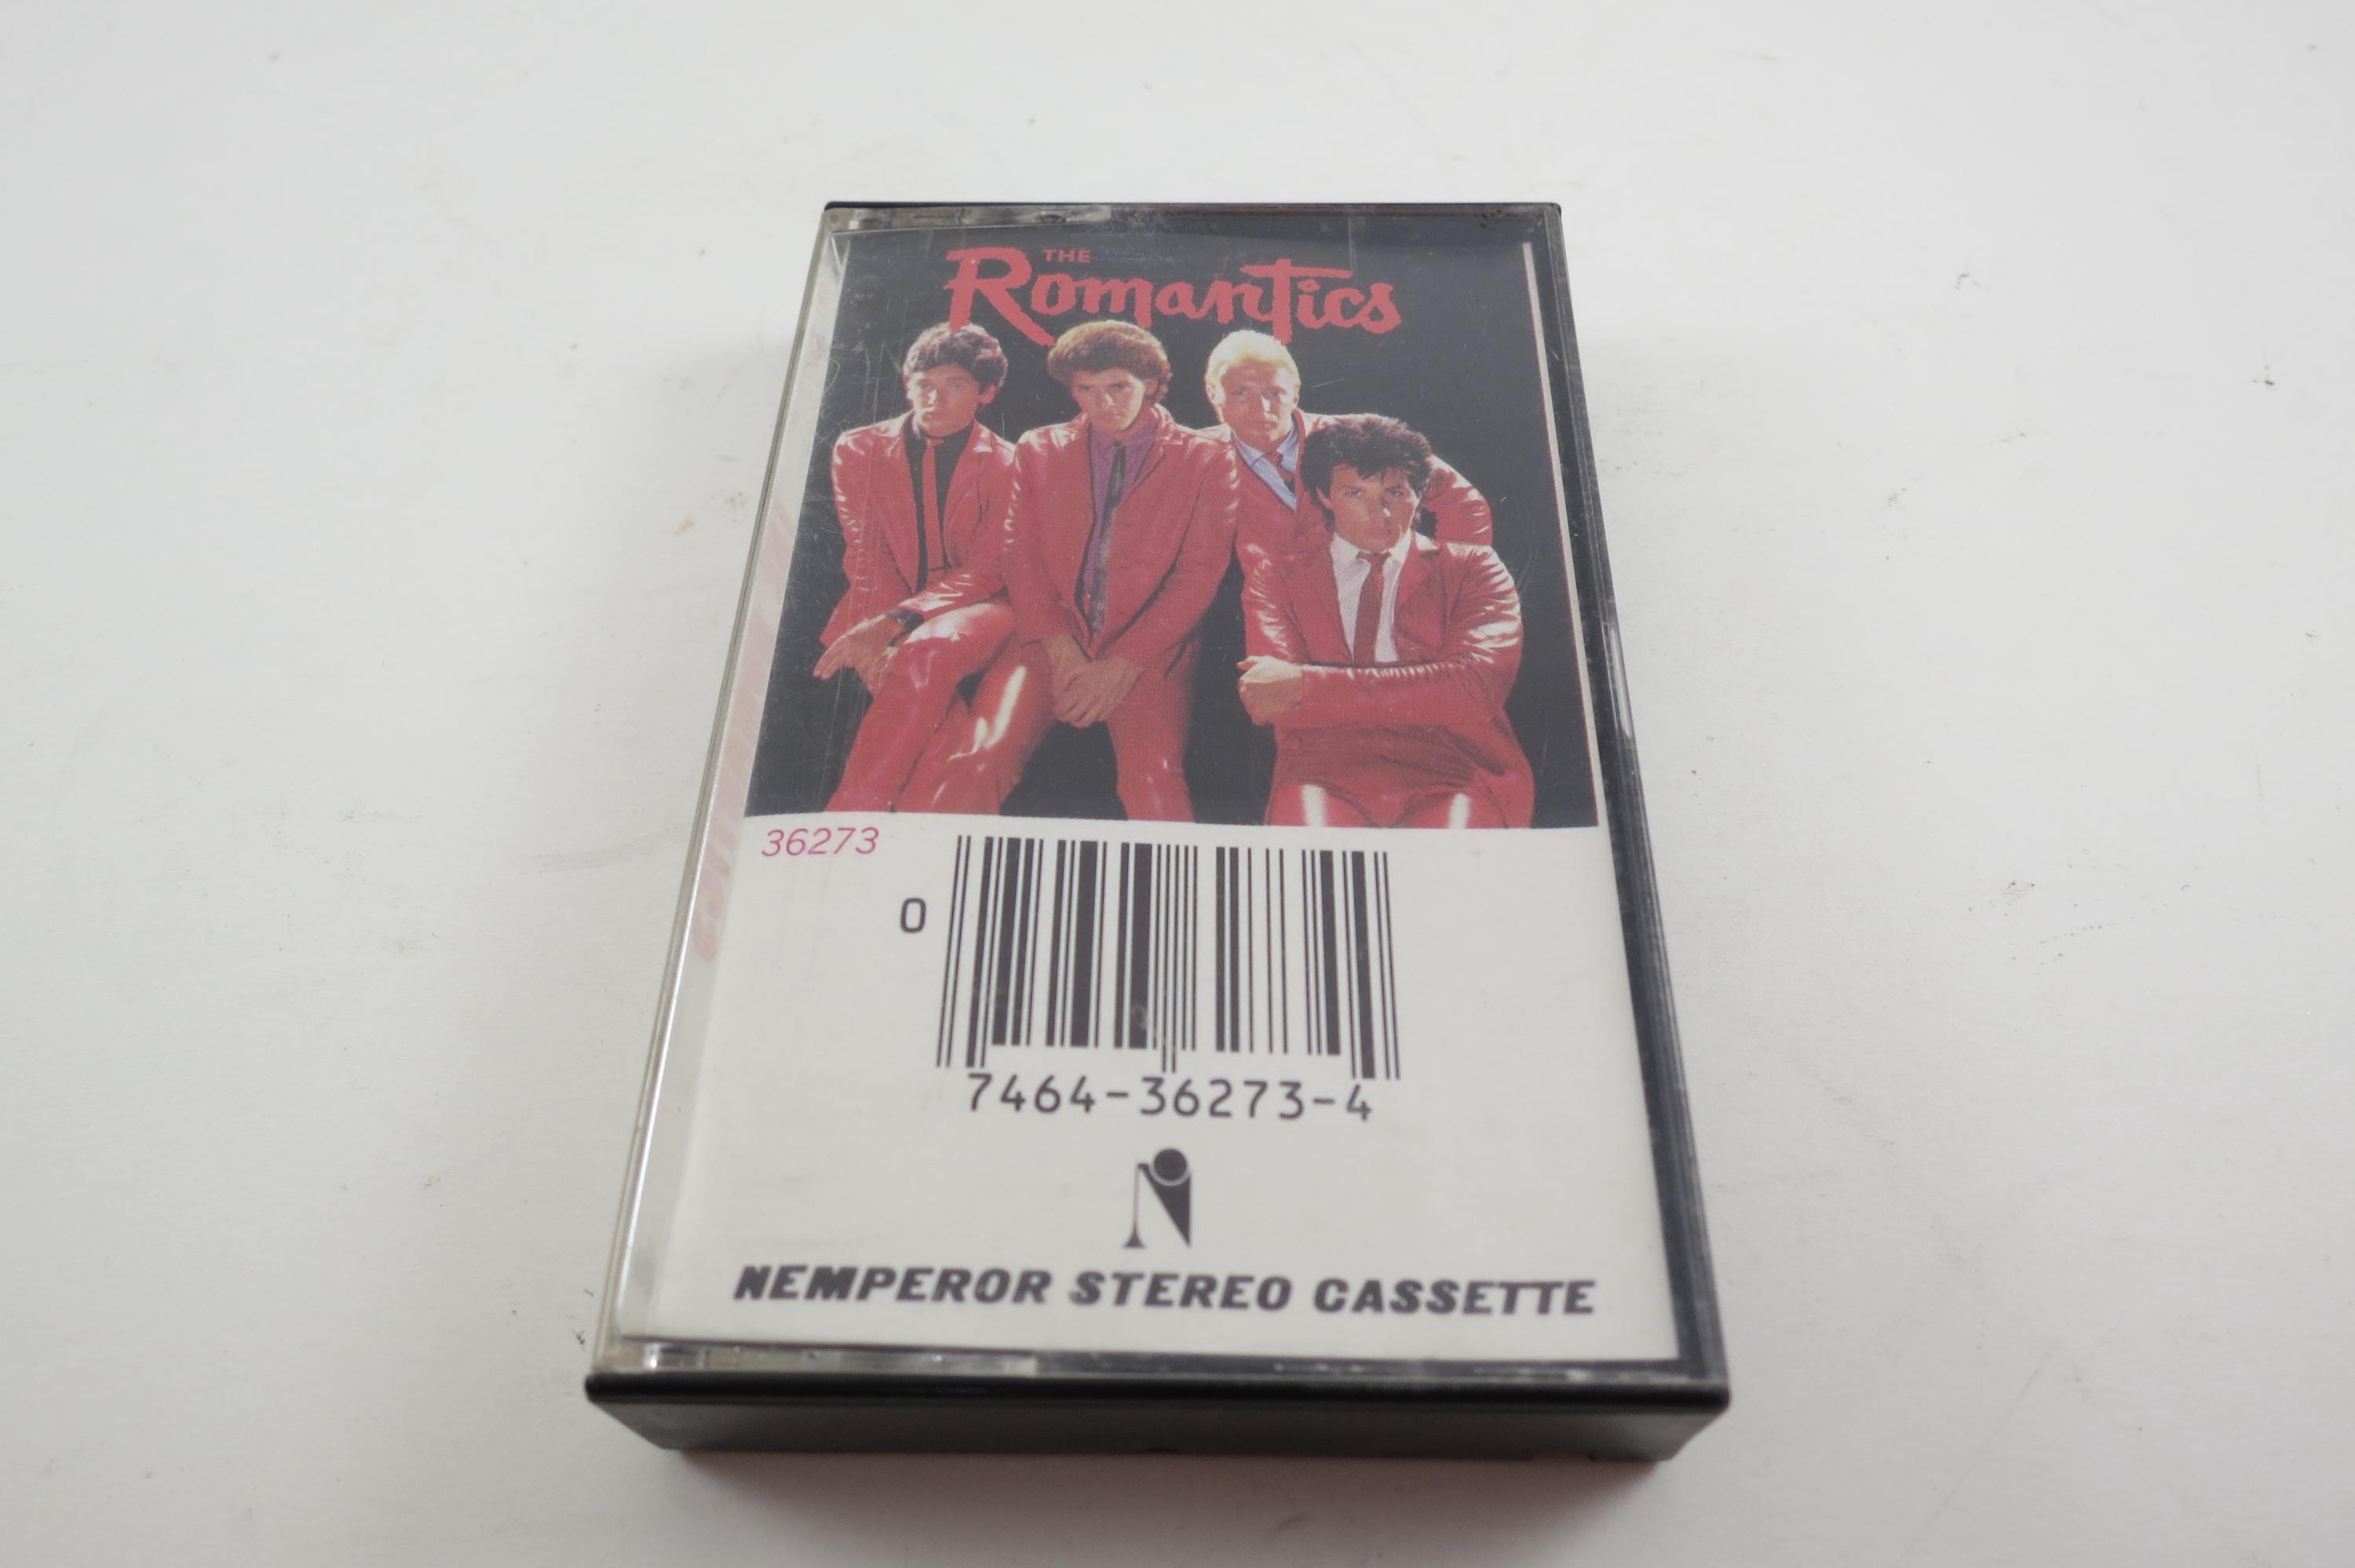 THE
Romantics
36273
0
7464-36273-4
NEMPEROR STEREO CASSETTE